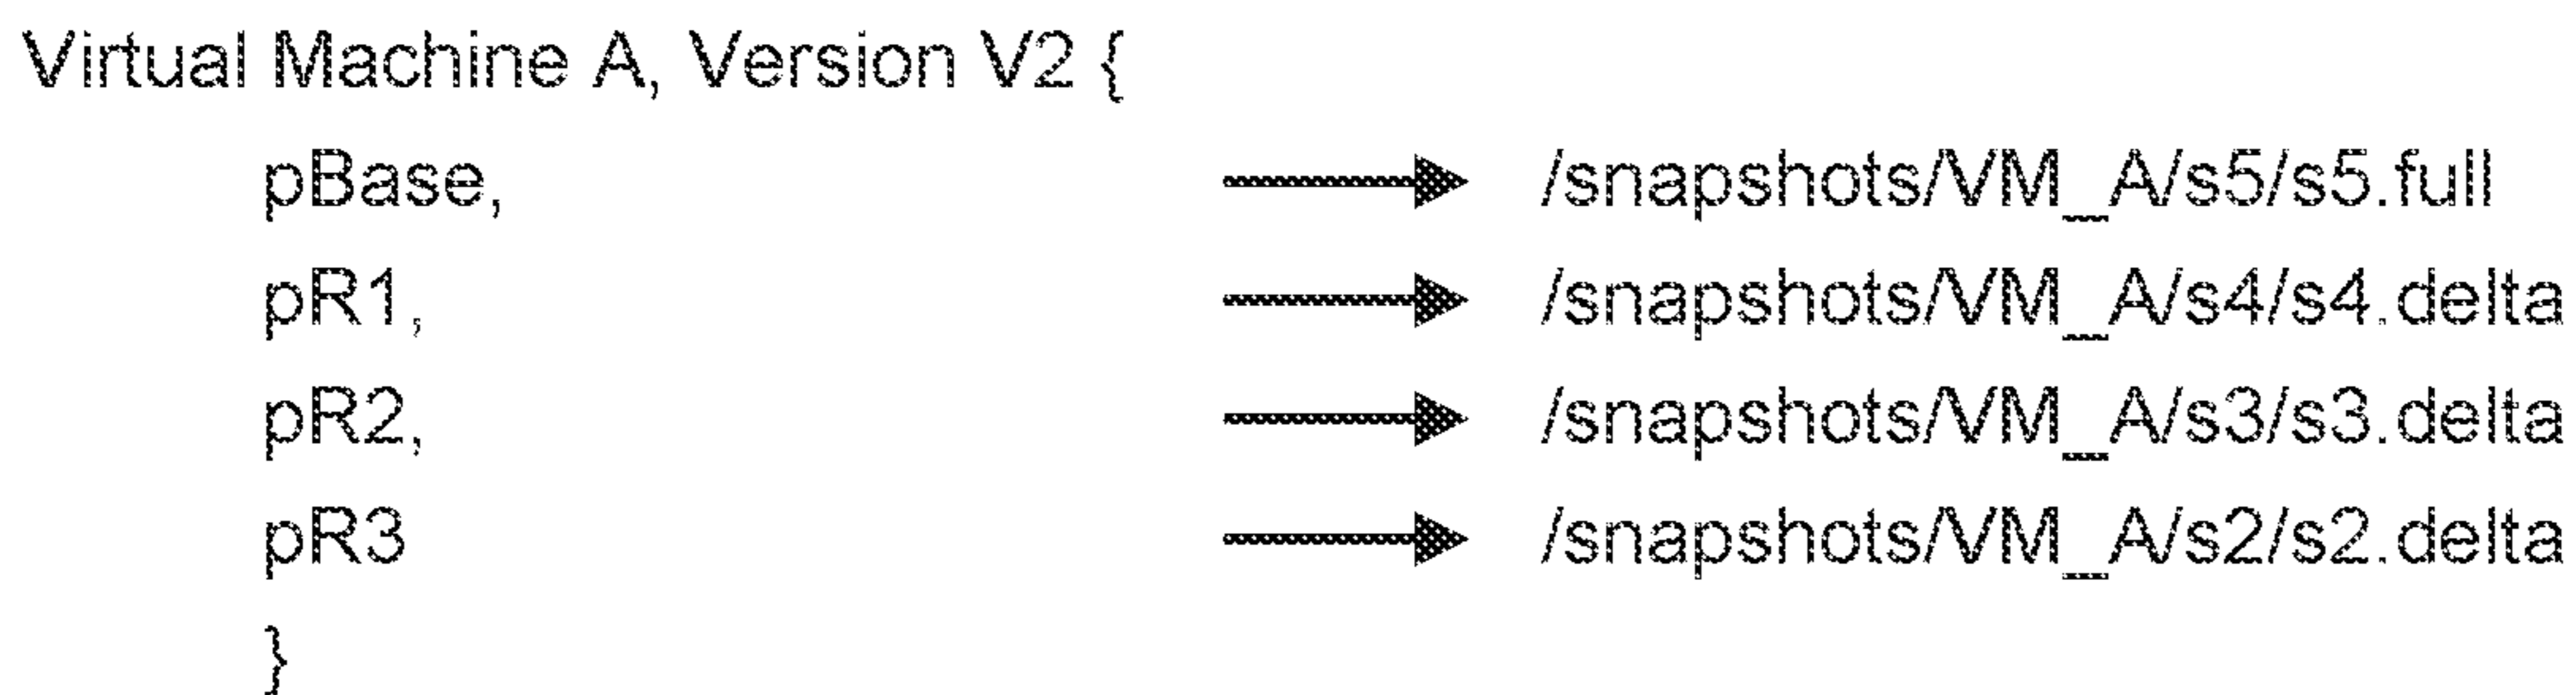 Virtual Machine A, Version V2 {
pBase, /snapshots/VM_A/s5/s5.full
pR1, /snapshots/VM_A/s4/s4.delta
pR2, /snapshots/VM_A/s3/s3.delta
pR3 /snapshots/VM_A/s2/s2.delta
}